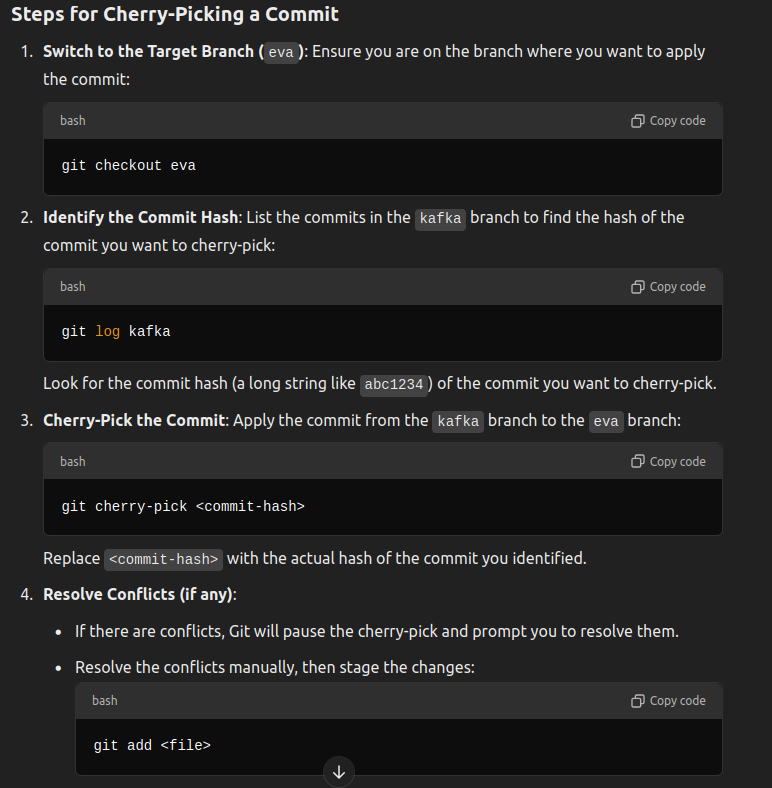 Steps for Cherry-Picking a Commit
1. Switch to the Target Branch (eva): Ensure you are on the branch where you want to apply
the commit:
bash
Copy code
git checkout eva
2. Identify the Commit Hash: List the commits in the kafka branch to find the hash of the
commit you want to cherry-pick:
bash
Copy code
git log kafka
Look for the commit hash (a long string like abc1234) of the commit you want to cherry-pick.
3. Cherry-Pick the Commit: Apply the commit from the kafka branch to the eva branch:
bash
Copy code
git cherry-pick <commit-hash>
Replace <commit-hash> with the actual hash of the commit you identified.
4. Resolve Conflicts (if any):
• If there are conflicts, Git will pause the cherry-pick and prompt you to resolve them.
• Resolve the conflicts manually, then stage the changes:
bash
Copy code
git add <file>